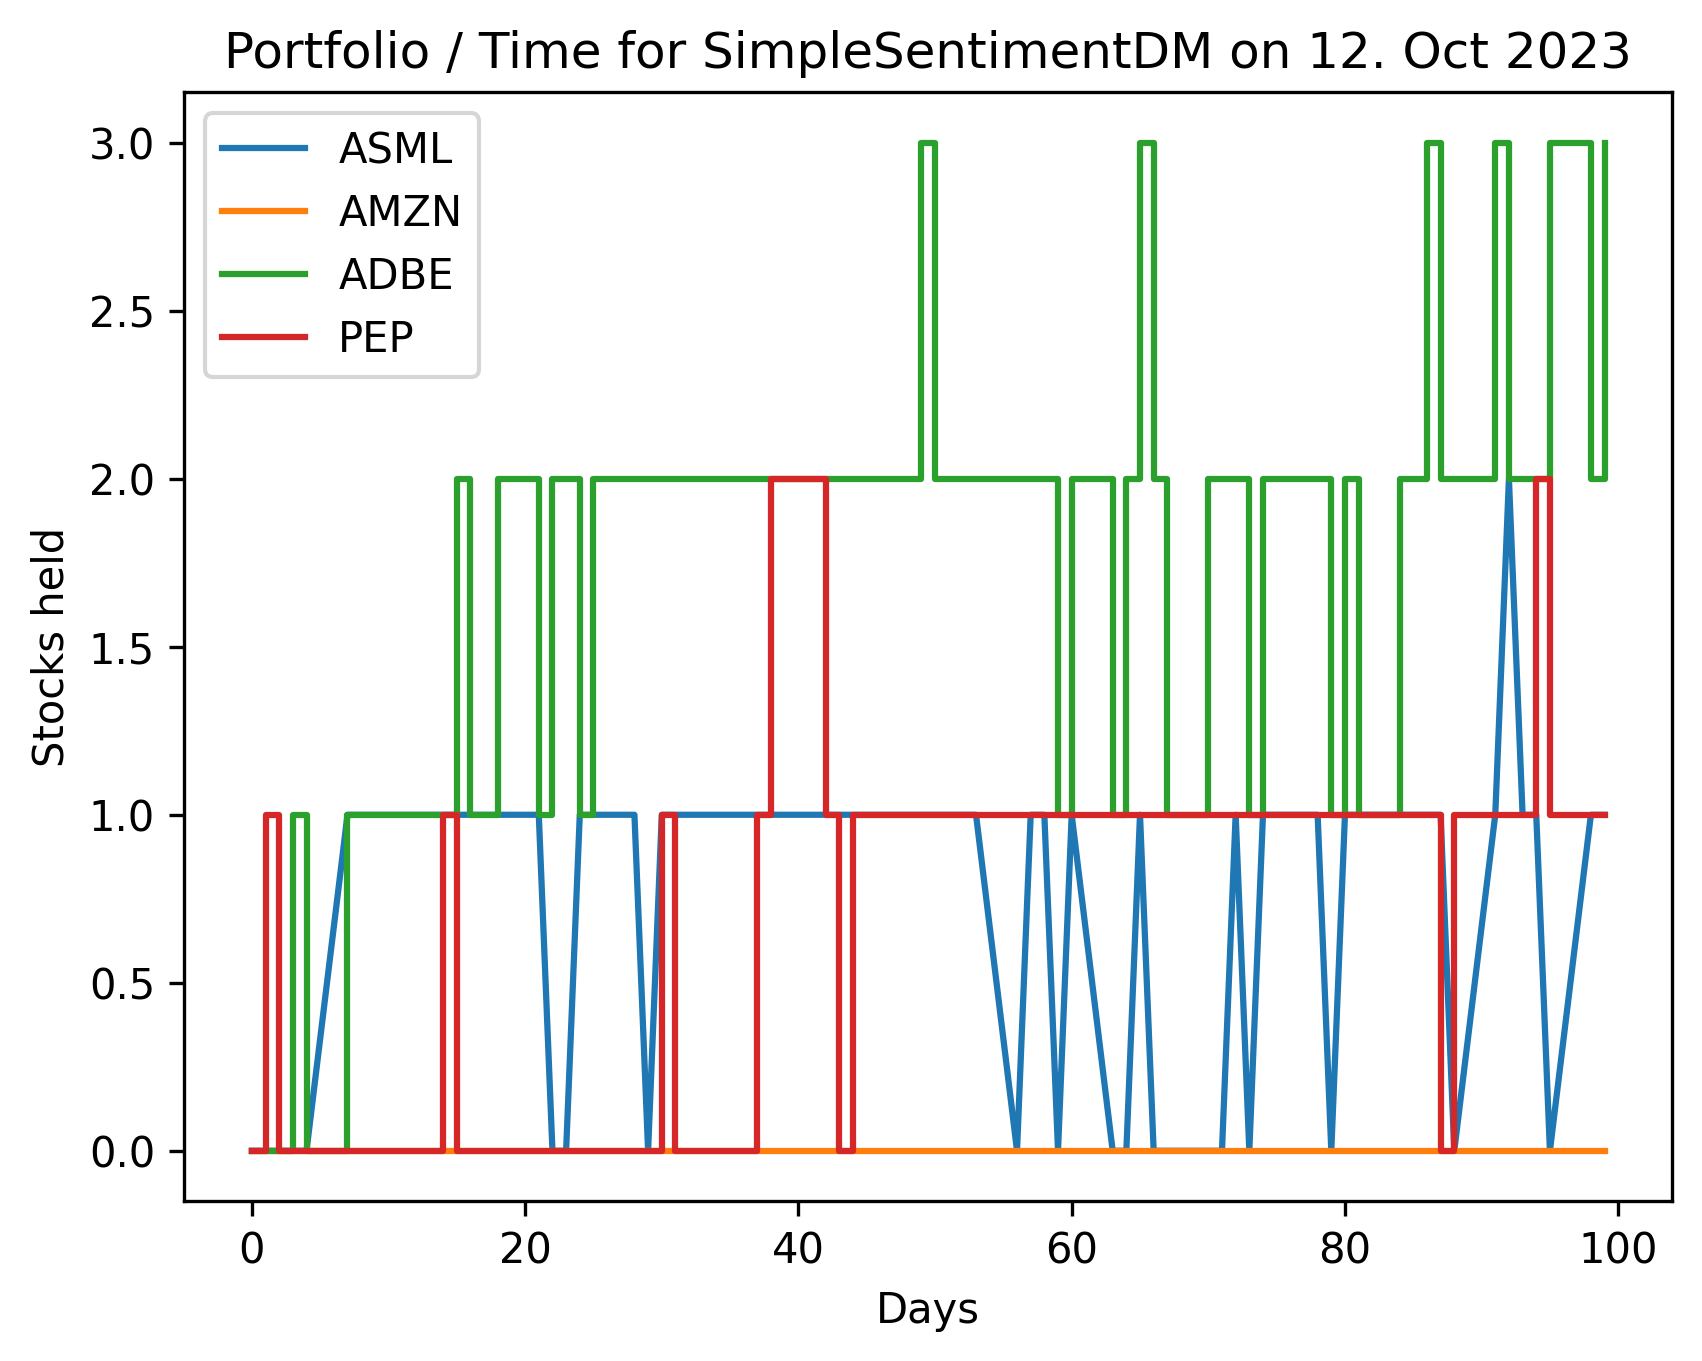 Portfolio / Time for SimpleSentimentDM on 12. Oct 2023
ASML
AMZN
ADBE
PEP
3.0
2.5
2.0
1.5
1.0
0.5
0.0
Stocks held
0 20 40 60 80 100
Days